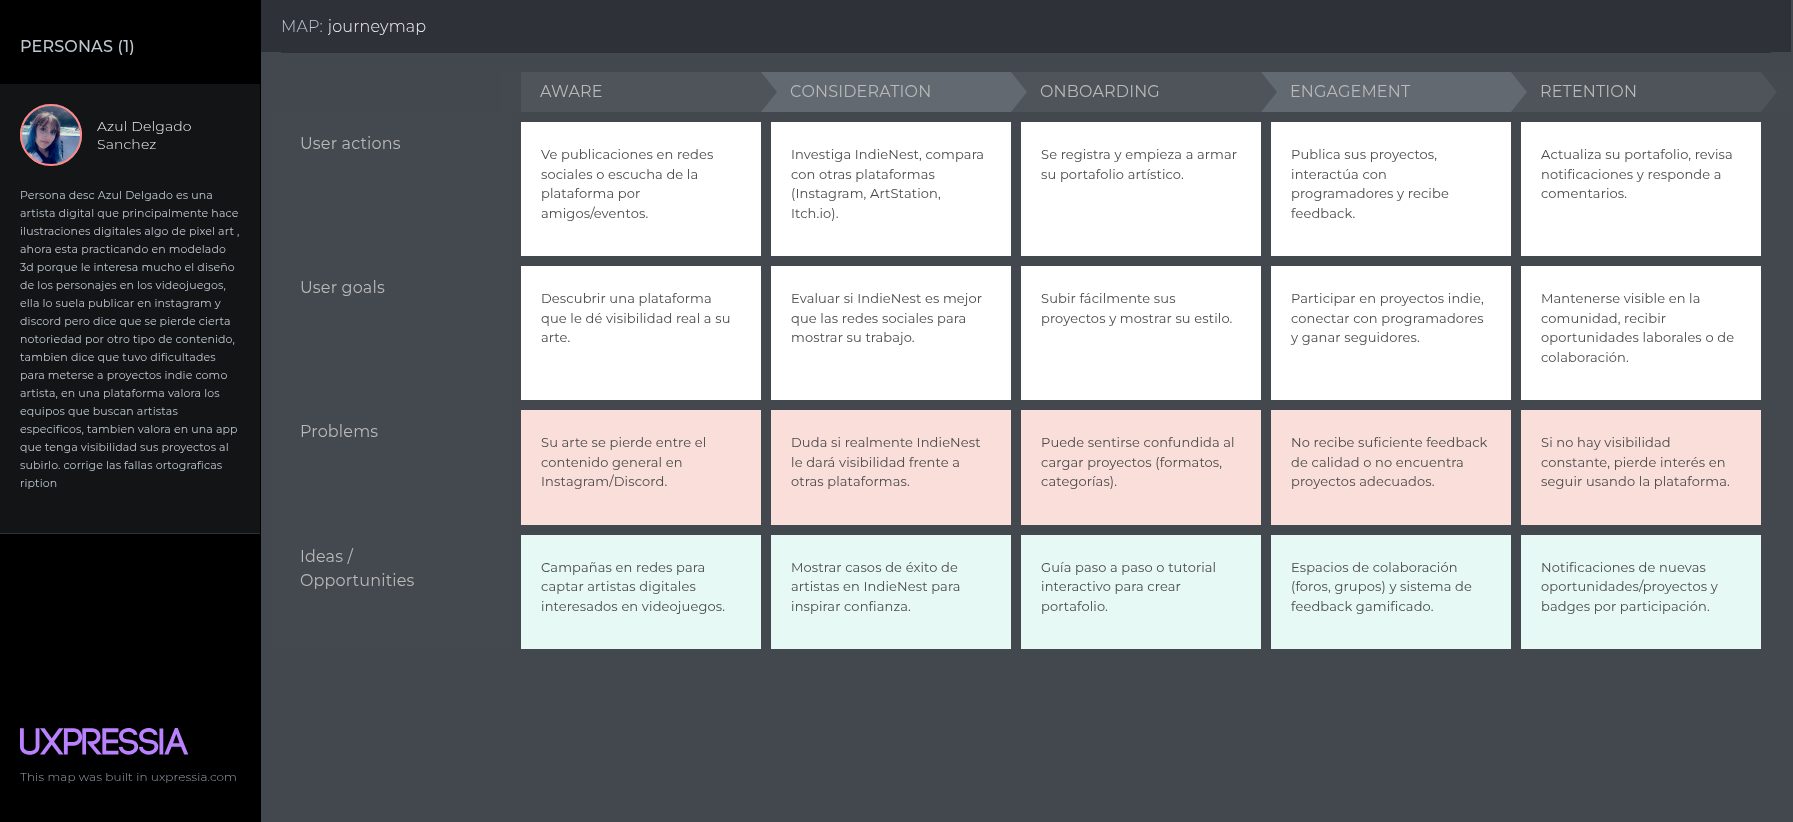 PERSONAS (1)
Azul Delgado
Sanchez
Persona desc Azul Delgado es una
artista digital que principalmente hace
ilustraciones digitales algo de pixel art ,
ahora esta practicando en modelado
3d porque le interesa mucho el diseño
de los personajes en los videojuegos,
ella lo suela publicar en instagram y
discord pero dice que se pierde cierta
notoriedad por otro tipo de contenido,
tambien dice que tuvo dificultades
para meterse a proyectos indie como
artista, en una plataforma valora los
equipos que buscan artistas
especificos, tambien valora en una app
que tenga visibilidad sus proyectos al
subirlo. corrige las fallas ortograficas
ription
UXPRESSIA
This map was built in uxpressia.com
MAP: journeymap
AWARE
CONSIDERATION
ONBOARDING
ENGAGEMENT
RETENTION
User actions
Ve publicaciones en redes
sociales o escucha de la
plataforma por
amigos/eventos.
Investiga IndieNest, compara
con otras plataformas
(Instagram, ArtStation,
Itch.io).
Se registra y empieza a armar
su portafolio artístico.
Publica sus proyectos,
interactúa con
programadores y recibe
feedback.
Actualiza su portafolio, revisa
notificaciones y responde a
comentarios.
User goals
Descubrir una plataforma
que le dé visibilidad real a su
arte.
Evaluar si IndieNest es mejor
que las redes sociales para
mostrar su trabajo.
Subir fácilmente sus
proyectos y mostrar su estilo.
Participar en proyectos indie,
conectar con programadores
y ganar seguidores.
Mantenerse visible en la
comunidad, recibir
oportunidades laborales o de
colaboración.
Problems
Su arte se pierde entre el
contenido general en
Instagram/Discord.
Duda si realmente IndieNest
le dará visibilidad frente a
otras plataformas.
Puede sentirse confundida al
cargar proyectos (formatos,
categorías).
No recibe suficiente feedback
de calidad o no encuentra
proyectos adecuados.
Si no hay visibilidad
constante, pierde interés en
seguir usando la plataforma.
Ideas /
Opportunities
Campañas en redes para
captar artistas digitales
interesados en videojuegos.
Mostrar casos de éxito de
artistas en IndieNest para
inspirar confianza.
Guía paso a paso o tutorial
interactivo para crear
portafolio.
Espacios de colaboración
(foros, grupos) y sistema de
feedback gamificado.
Notificaciones de nuevas
oportunidades/proyectos y
badges por participación.